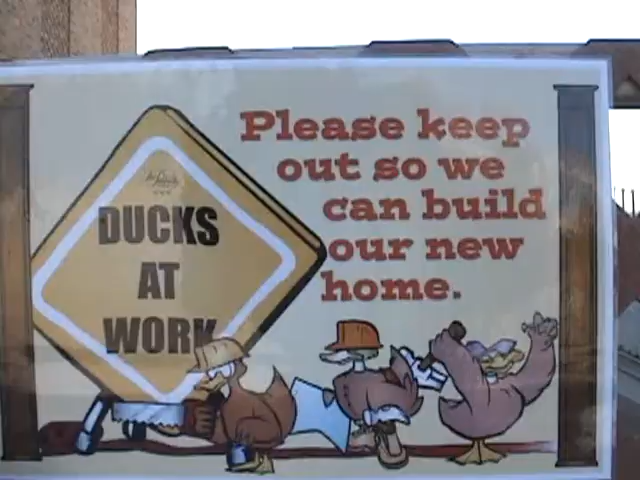 DUCKS
AT
WORK
Please keep
out so we
can build
our new
home.